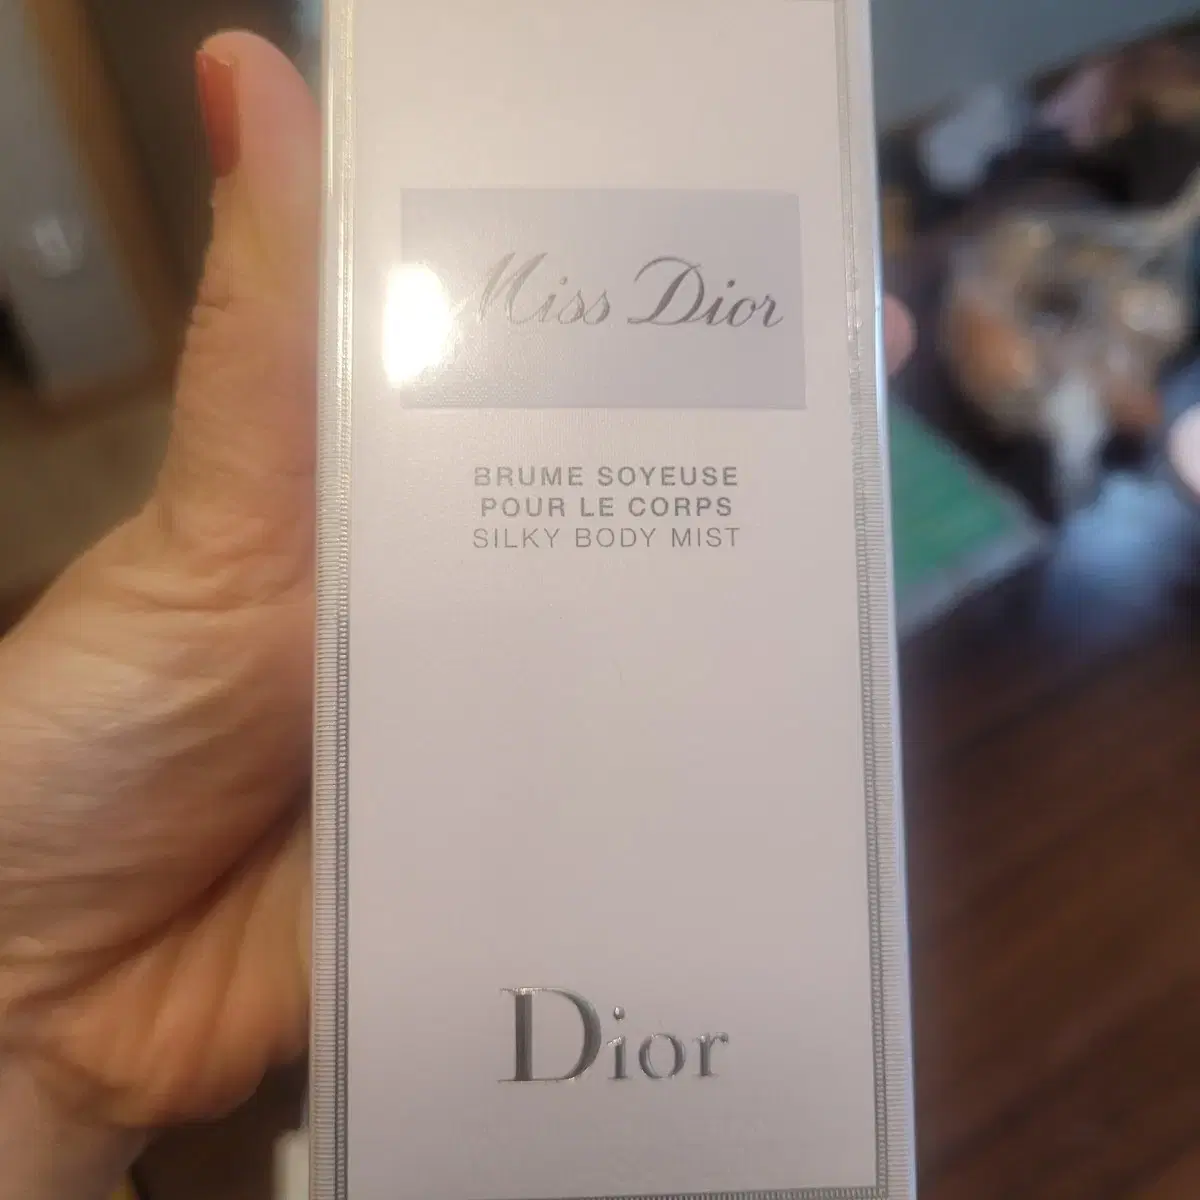 Miss Dior
BRUME SOYEUSE
POUR LE CORPS
SILKY BODY MIST
Dior